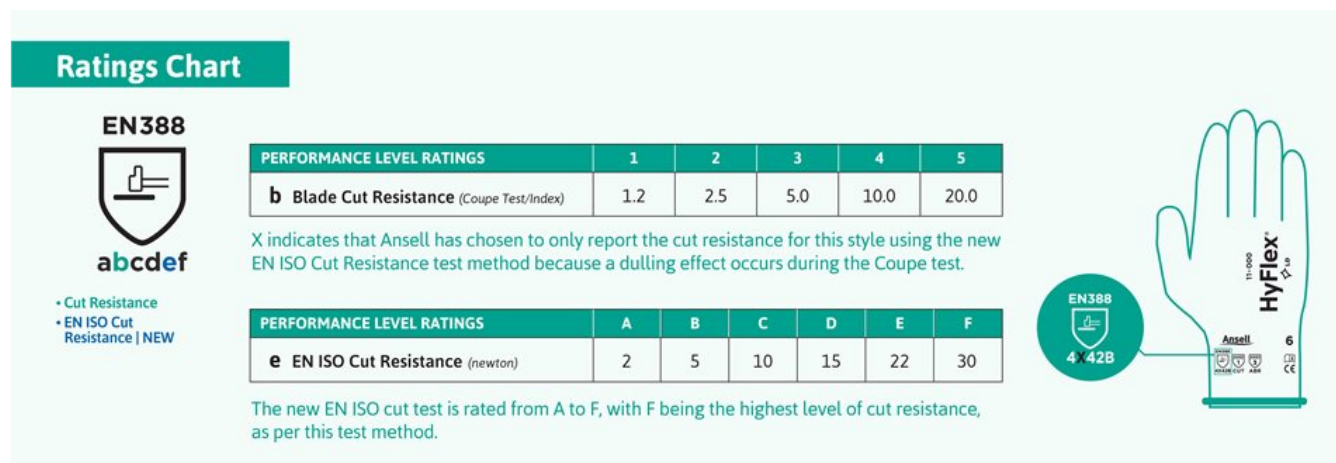 Ratings Chart
EN388
abcdef
• Cut Resistance
• EN ISO Cut
Resistance | NEW
PERFORMANCE LEVEL RATINGS 1 2 3 4 5
b Blade Cut Resistance (Coupe Test/Index) 1.2 2.5 5.0 10.0 20.0
X indicates that Ansell has chosen to only report the cut resistance for this style using the new
EN ISO Cut Resistance test method because a dulling effect occurs during the Coupe test.
PERFORMANCE LEVEL RATINGS A B C D E F
e EN ISO Cut Resistance (newton) 2 5 10 15 22 30
The new EN ISO cut test is rated from A to F, with F being the highest level of cut resistance,
as per this test method.
EN388
4X42B
11-000
HyFlex®
Ansell 6
EN388
4X42B CUT ABR CE